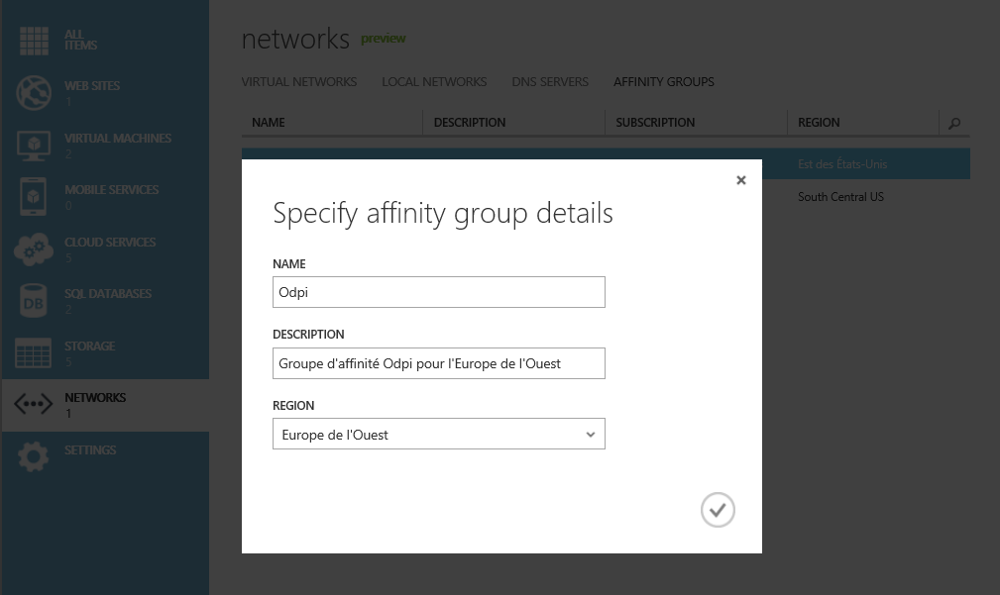 ALL
ITEMS
WEB SITES
1
VIRTUAL MACHINES
2
MOBILE SERVICES
0
CLOUD SERVICES
5
DB
SQL DATABASES
2
STORAGE
5
NETWORKS
1
SETTINGS
networks preview
VIRTUAL NETWORKS LOCAL NETWORKS DNS SERVERS AFFINITY GROUPS
NAME DESCRIPTION SUBSCRIPTION REGION
Est des États-Unis
South Central US
Specify affinity group details
NAME
Odpi
DESCRIPTION
Groupe d'affinité Odpi pour l'Europe de l'Ouest
REGION
Europe de l'Ouest